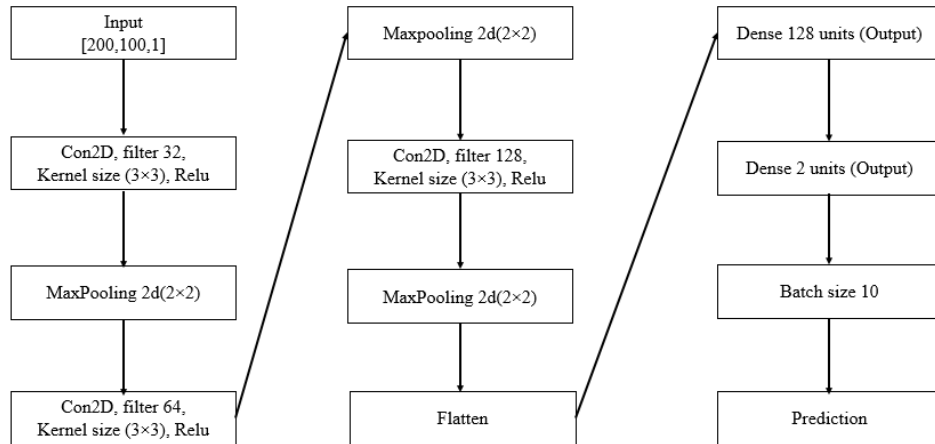 Input
[200,100,1]
Con2D, filter 32,
Kernel size (3×3), Relu
MaxPooling 2d(2×2)
Con2D, filter 64,
Kernel size (3×3), Relu
Maxpooling 2d(2×2)
Con2D, filter 128,
Kernel size (3×3), Relu
MaxPooling 2d(2×2)
Flatten
Dense 128 units (Output)
Dense 2 units (Output)
Batch size 10
Prediction